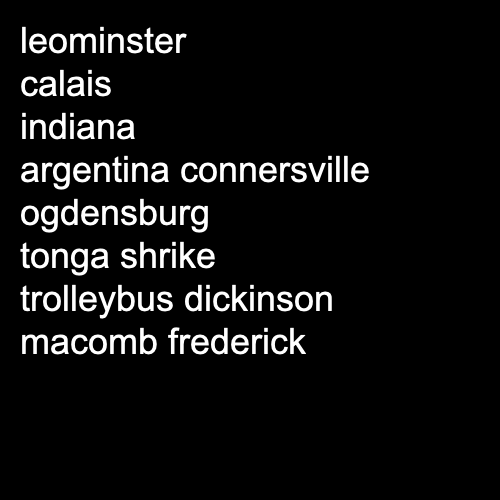 leominster
calais
indiana
argentina connersville
ogdensburg
tonga shrike
trolleybus dickinson
macomb frederick